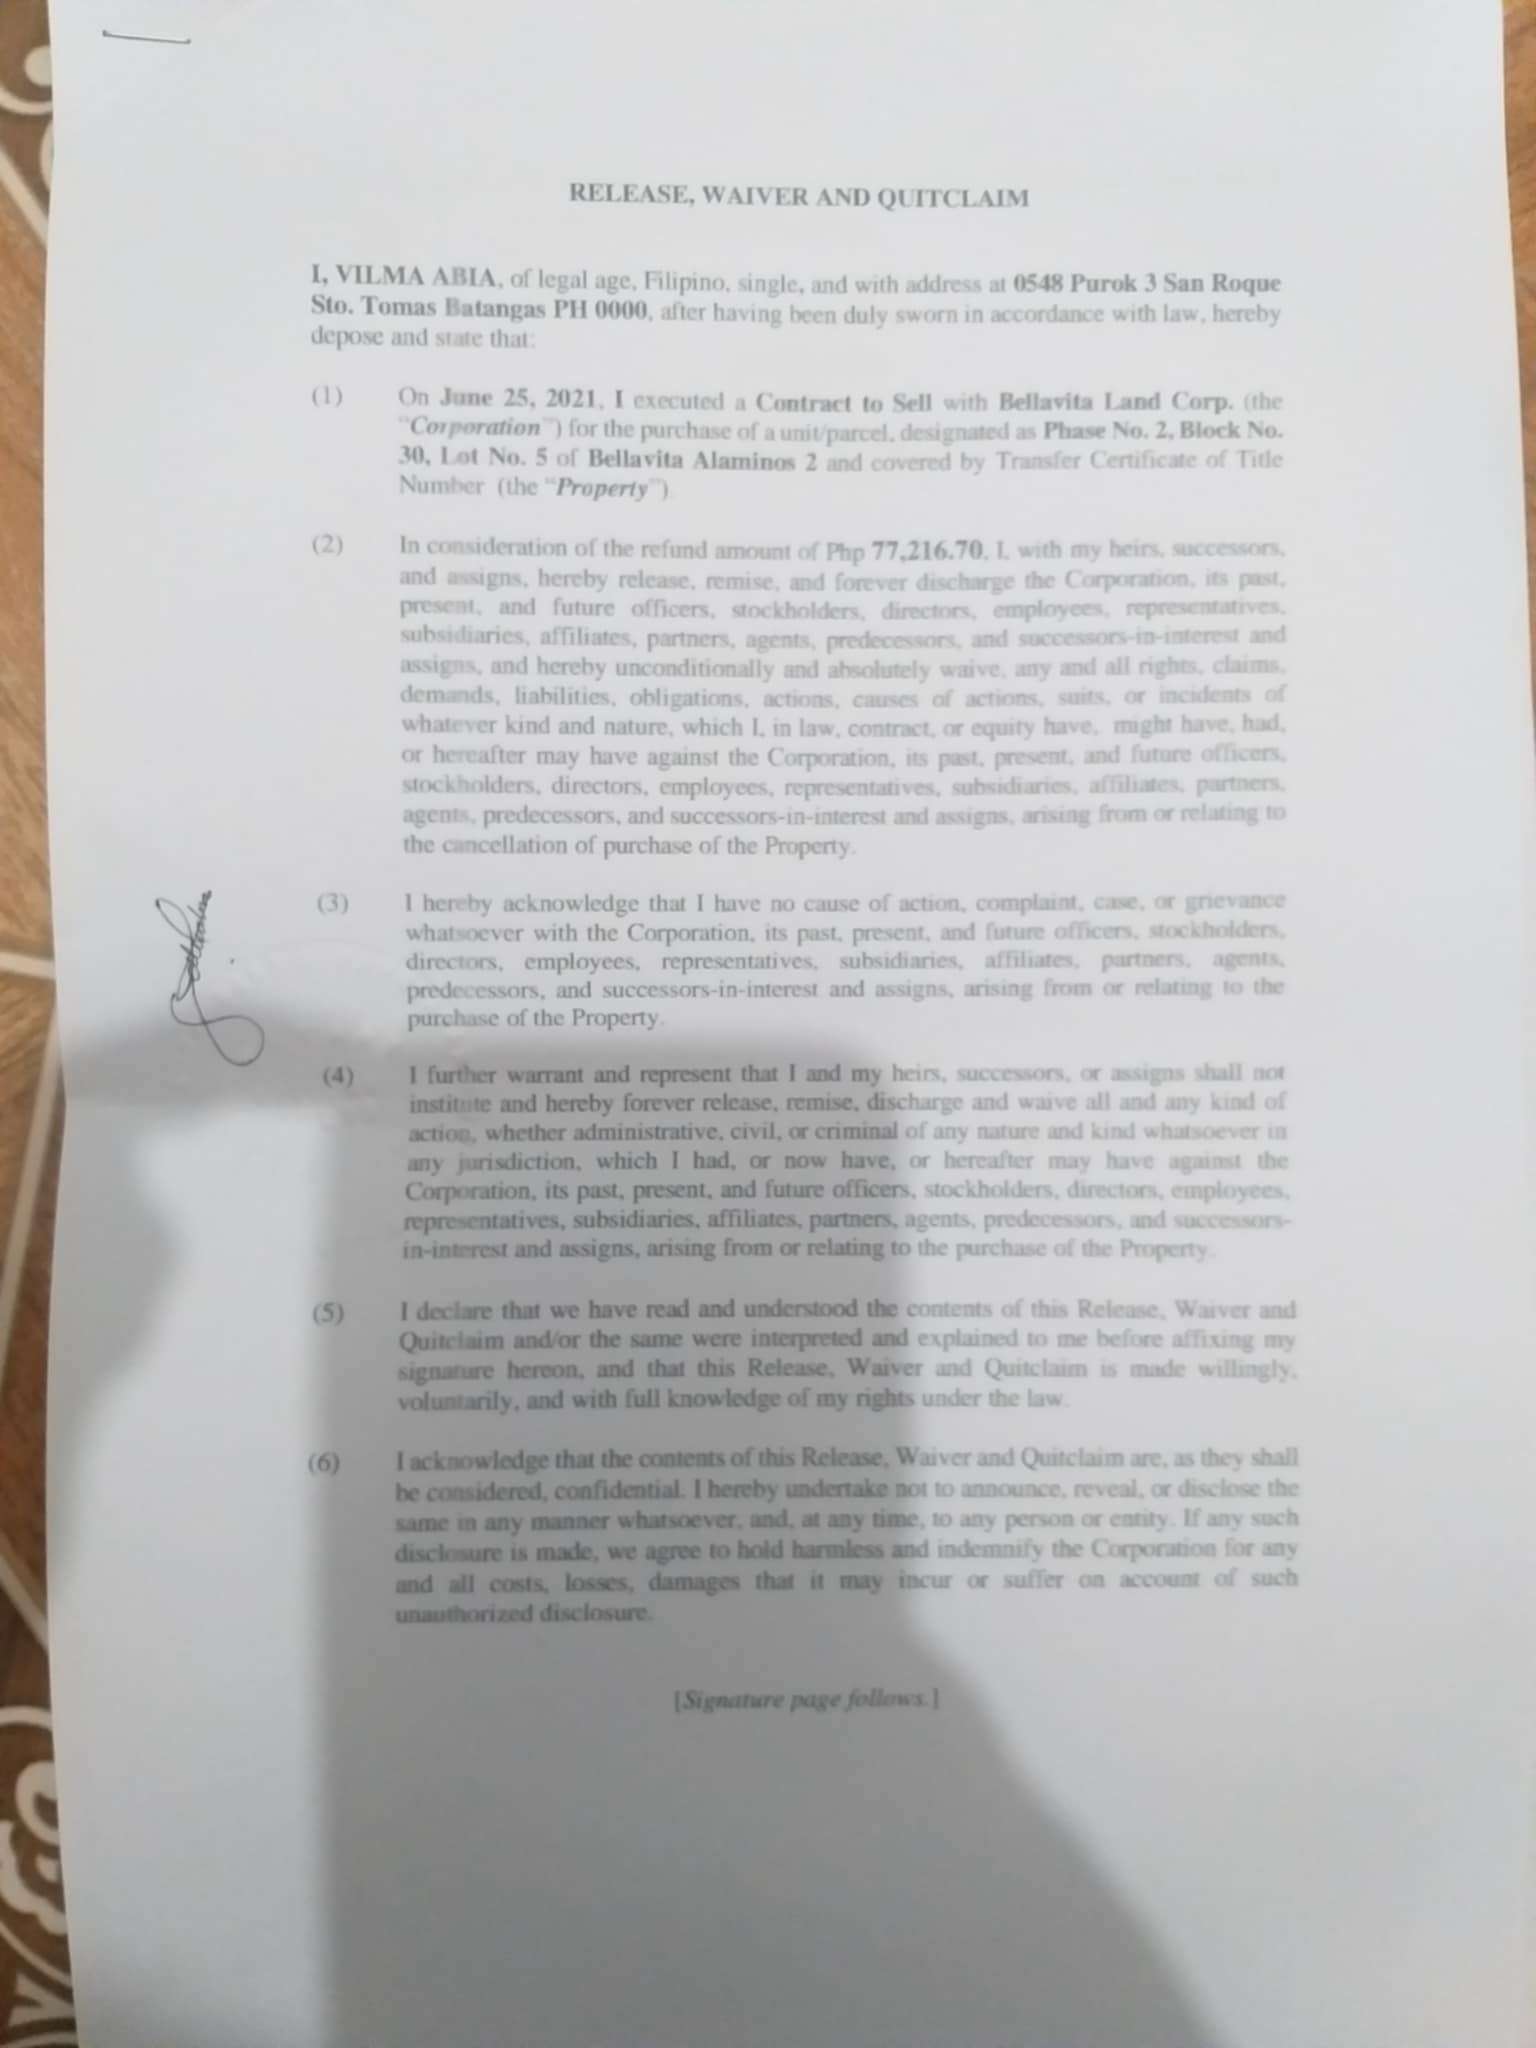 RELEASE, WAIVER AND QUITCLAIM
I, VILMA ABIA, of legal age, Filipino, single, and with address at 0548 Purok 3 San Roque
Sto. Tomas Batangas PH 0000, after having been duly sworn in accordance with law, hereby
depose and state that:
(1) On June 25, 2021, I executed a Contract to Sell with Bellavita Land Corp. (the
"Corporation") for the purchase of a unit/parcel, designated as Phase No. 2, Block No.
30, Lot No. 5 of Bellavita Alaminos 2 and covered by Transfer Certificate of Title
Number (the "Property").
(2) In consideration of the refund amount of Php 77,216.70, I, with my heirs, successors,
and assigns, hereby release, remise, and forever discharge the Corporation, its past,
present, and future officers, stockholders, directors, employees, representatives,
subsidiaries, affiliates, partners, agents, predecessors, and successors-in-interest and
assigns, and hereby unconditionally and absolutely waive, any and all rights, claims,
demands, liabilities, obligations, actions, causes of actions, suits, or incidents of
whatever kind and nature, which I, in law, contract, or equity have, might have, had,
or hereafter may have against the Corporation, its past, present, and future officers,
stockholders, directors, employees, representatives, subsidiaries, affiliates, partners,
agents, predecessors, and successors-in-interest and assigns, arising from or relating to
the cancellation of purchase of the Property.
(3) I hereby acknowledge that I have no cause of action, complaint, case, or grievance
whatsoever with the Corporation, its past, present, and future officers, stockholders,
directors, employees, representatives, subsidiaries, affiliates, partners, agents,
predecessors, and successors-in-interest and assigns, arising from or relating to the
purchase of the Property.
(4) I further warrant and represent that I and my heirs, successors, or assigns shall not
institute and hereby forever release, remise, discharge and waive all and any kind of
action, whether administrative, civil, or criminal of any nature and kind whatsoever in
any jurisdiction, which I had, or now have, or hereafter may have against the
Corporation, its past, present, and future officers, stockholders, directors, employees,
representatives, subsidiaries, affiliates, partners, agents, predecessors, and successors-
in-interest and assigns, arising from or relating to the purchase of the Property.
(5) I declare that we have read and understood the contents of this Release, Waiver and
Quitclaim and/or the same were interpreted and explained to me before affixing my
signature hereon, and that this Release, Waiver and Quitclaim is made willingly,
voluntarily, and with full knowledge of my rights under the law.
(6) I acknowledge that the contents of this Release, Waiver and Quitclaim are, as they shall
be considered, confidential. I hereby undertake not to announce, reveal, or disclose the
same in any manner whatsoever, and, at any time, to any person or entity. If any such
disclosure is made, we agree to hold harmless and indemnify the Corporation for any
and all costs, losses, damages that it may incur or suffer on account of such
unauthorized disclosure.
[Signature page follows.]